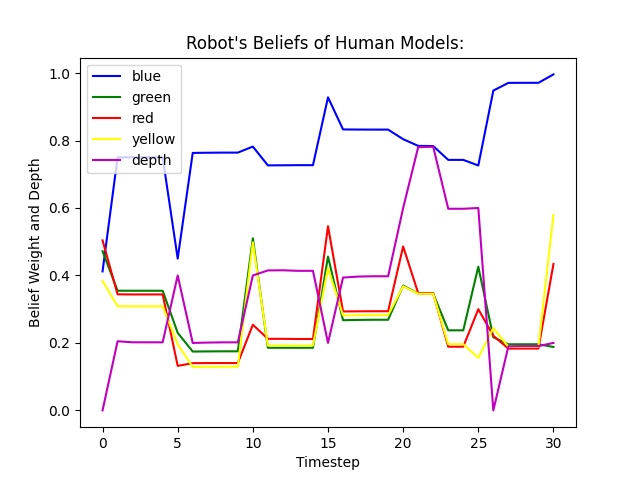 Robot's Beliefs of Human Models:
blue
green
red
yellow
depth
Belief Weight and Depth
1.0
0.8
0.6
0.4
0.2
0.0
0 5 10 15 20 25 30
Timestep